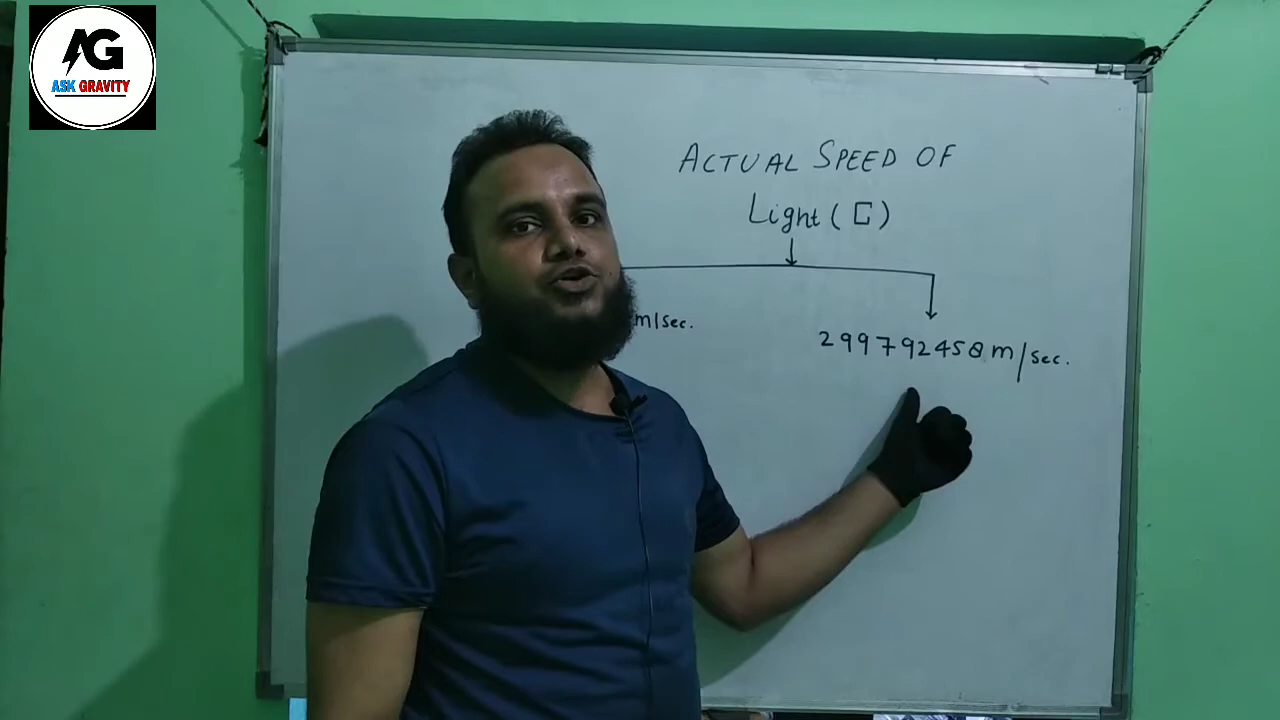 AG
ASK GRAVITY
ACTUAL SPEED OF
Light (C)
m/sec.
299792458 m/sec.